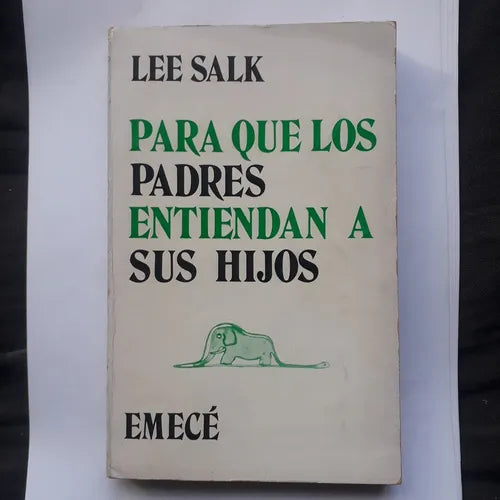 LEE SALK
PARA QUE LOS
PADRES
ENTIENDAN A
SUS HIJOS
EMECÉ